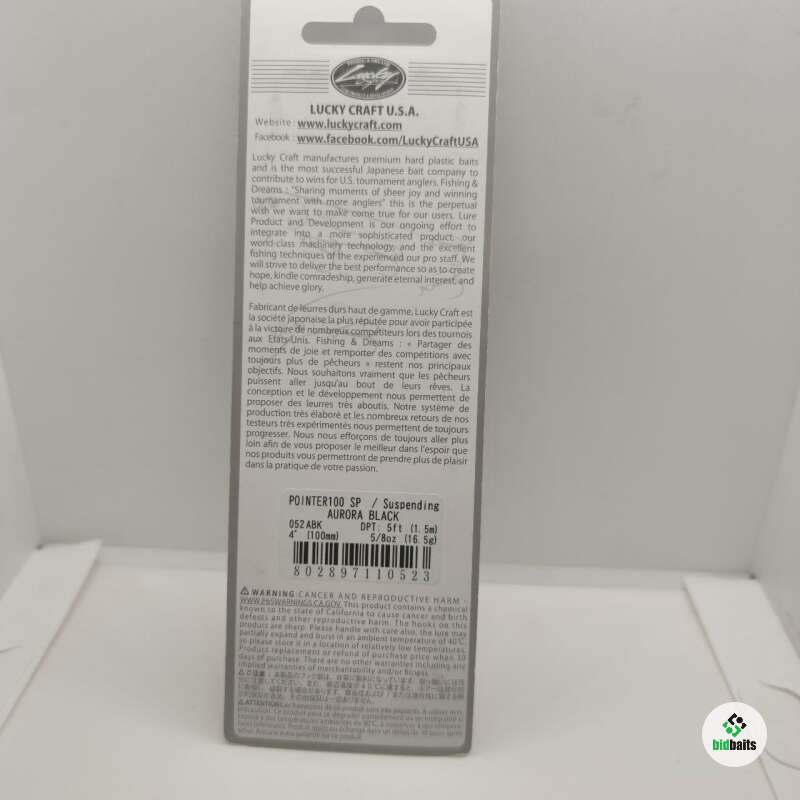 Lucky
LUCKY CRAFT U.S.A.
Website : www.luckycraft.com
Facebook : www.facebook.com/LuckyCraftUSA
Lucky Craft manufactures premium hard plastic baits
and is the most successful Japanese bait company to
contribute to wins for U.S. tournament anglers. Fishing &
Dreams ; "Sharing moments of sheer joy and winning
tournament with more anglers" this is the perpetual
wish we want to make come true for our users. Lure
Product and Development is our ongoing effort to
integrate into a more sophisticated product, our
world-class machinery technology, and the excellent
fishing techniques of the experienced our pro staff. We
will strive to deliver the best performance so as to create
hope, kindle comradeship, generate eternal interest, and
help achieve glory.
Fabricant de leurres durs haut de gamme, Lucky Craft est
la société japonaise la plus réputée pour avoir participée
à la victoire de nombreux compétiteurs lors des tournois
aux Etats-Unis. Fishing & Dreams : « Partager des
moments de joie et remporter des compétitions avec
toujours plus de pêcheurs » restent nos principaux
objectifs. Nous souhaitons vraiment que les pêcheurs
puissent aller jusqu'au bout de leurs rêves. La
conception et le développement nous permettent de
proposer des leurres très aboutis. Notre système de
production très élaboré et les nombreux retours de nos
testeurs très expérimentés nous permettent de toujours
progresser. Nous nous efforçons de toujours aller plus
loin afin de vous proposer le meilleur dans l'espoir que
nos produits vous permettront de prendre plus de plaisir
dans la pratique de votre passion.
POINTER100 SP / Suspending
AURORA BLACK
052ABK DPT: 5ft (1.5m)
4" (100mm) 5/8oz (16.5g)
802897110523
⚠ WARNING: CANCER AND REPRODUCTIVE HARM -
WWW.P65WARNINGS.CA.GOV. This product contains a chemical
known to the state of California to cause cancer and birth
defects and other reproductive harm. The hooks on this
product are sharp. Please handle with care also, the lure may
partially expand and burst in an ambient temperature of 40℃
so please store it in a location of relatively low temperatures.
Product replacement or refund of purchase price when 30
days of purchase. There are no other warranties including and
implied warranties of merchantability and/or fitness.
⚠ATTENTION
bidbaits